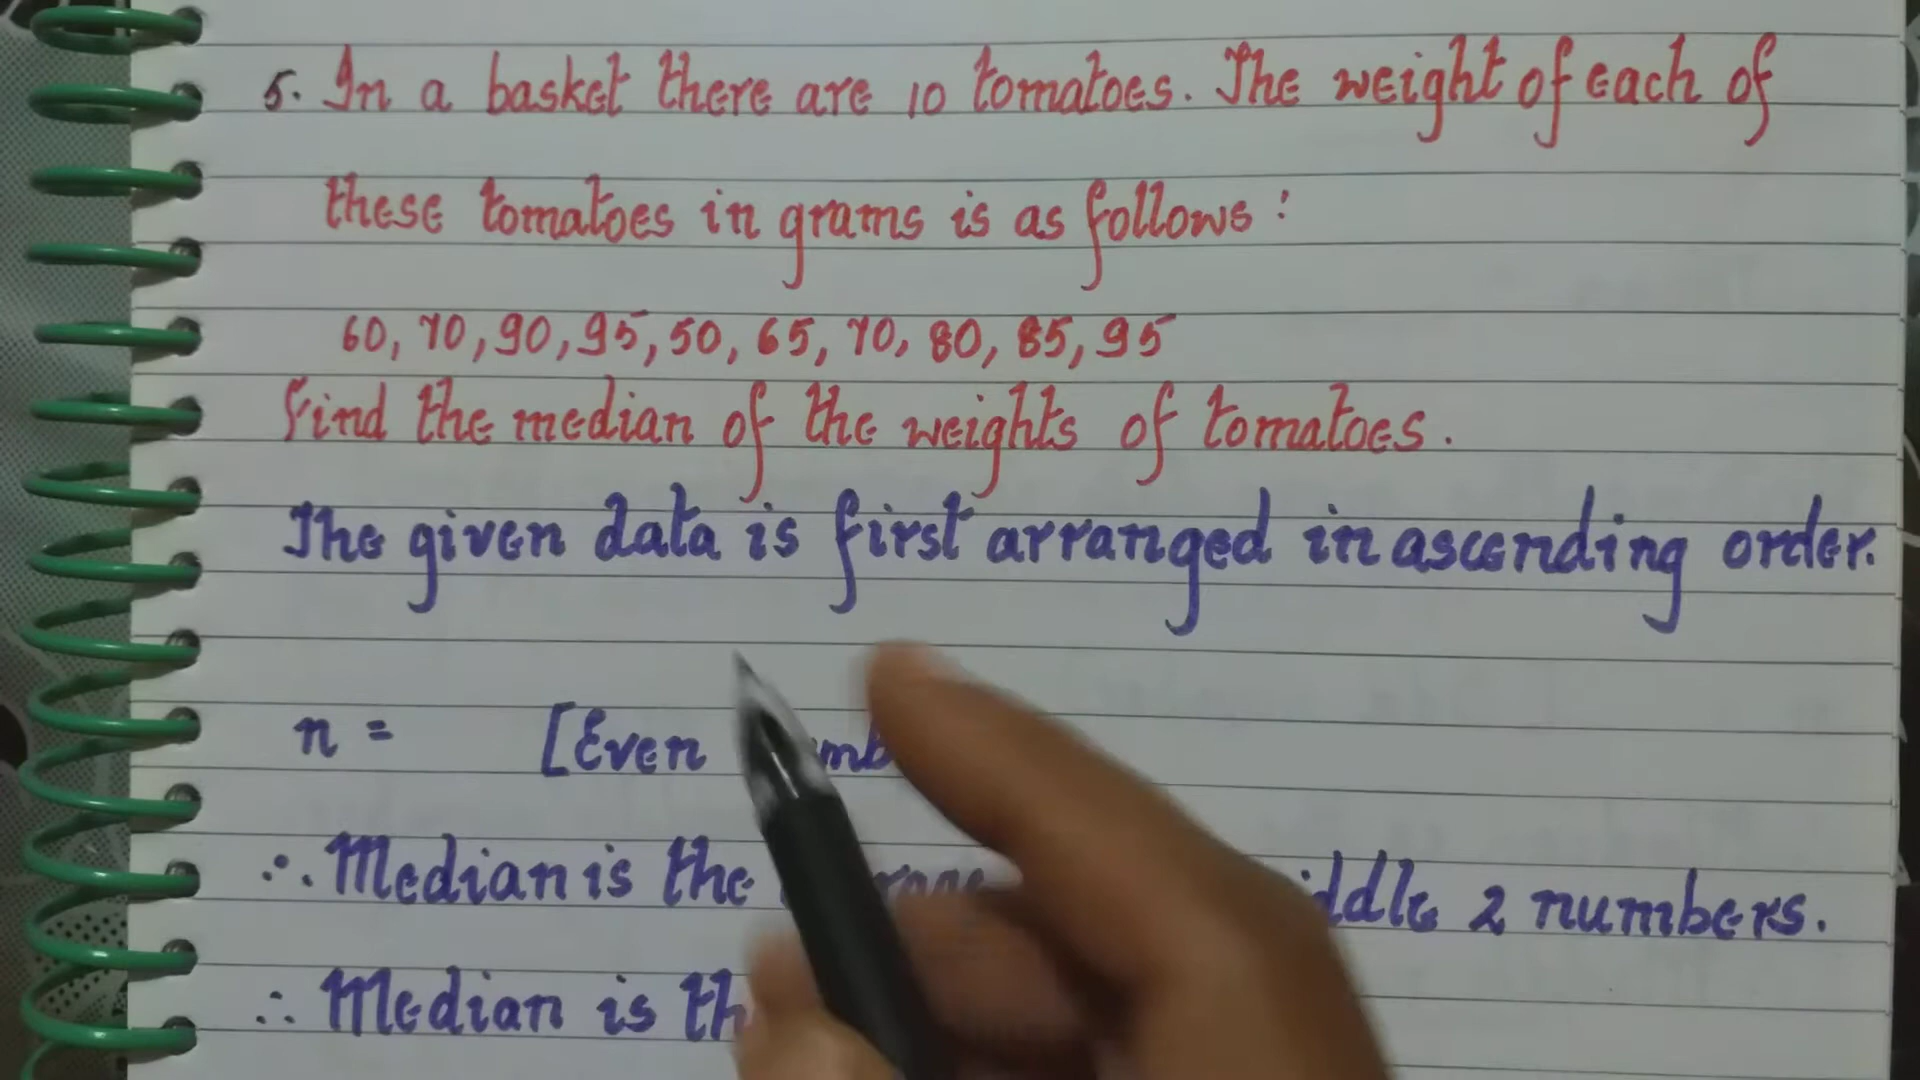 5. In a basket there are 10 tomatoes. The weight of each of
these tomatoes in grams is as follows :
60, 70, 90, 95, 50, 65, 70, 80, 85, 95
Find the median of the weights of tomatoes.
The given data is first arranged in ascending order.
n = [Even
∴ Median is the 2 numbers.
∴ Median is